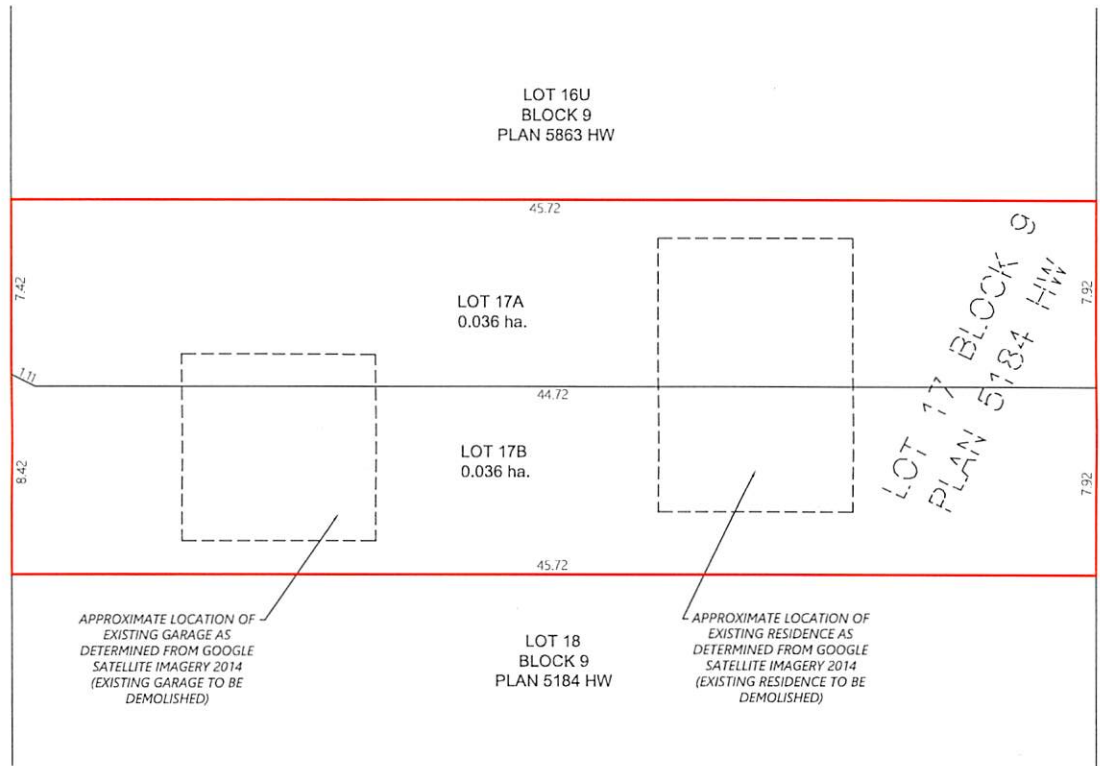 LOT 16U
BLOCK 9
PLAN 5863 HW
45.72
7.42
7.92
LOT 17 BLOCK 9
PLAN 5184 HW
LOT 17A
0.036 ha.
1.11
44.72
LOT 17B
0.036 ha.
8.42
7.92
45.72
APPROXIMATE LOCATION OF
EXISTING GARAGE AS
DETERMINED FROM GOOGLE
SATELLITE IMAGERY 2014
(EXISTING GARAGE TO BE
DEMOLISHED)
LOT 18
BLOCK 9
PLAN 5184 HW
APPROXIMATE LOCATION OF
EXISTING RESIDENCE AS
DETERMINED FROM GOOGLE
SATELLITE IMAGERY 2014
(EXISTING RESIDENCE TO BE
DEMOLISHED)